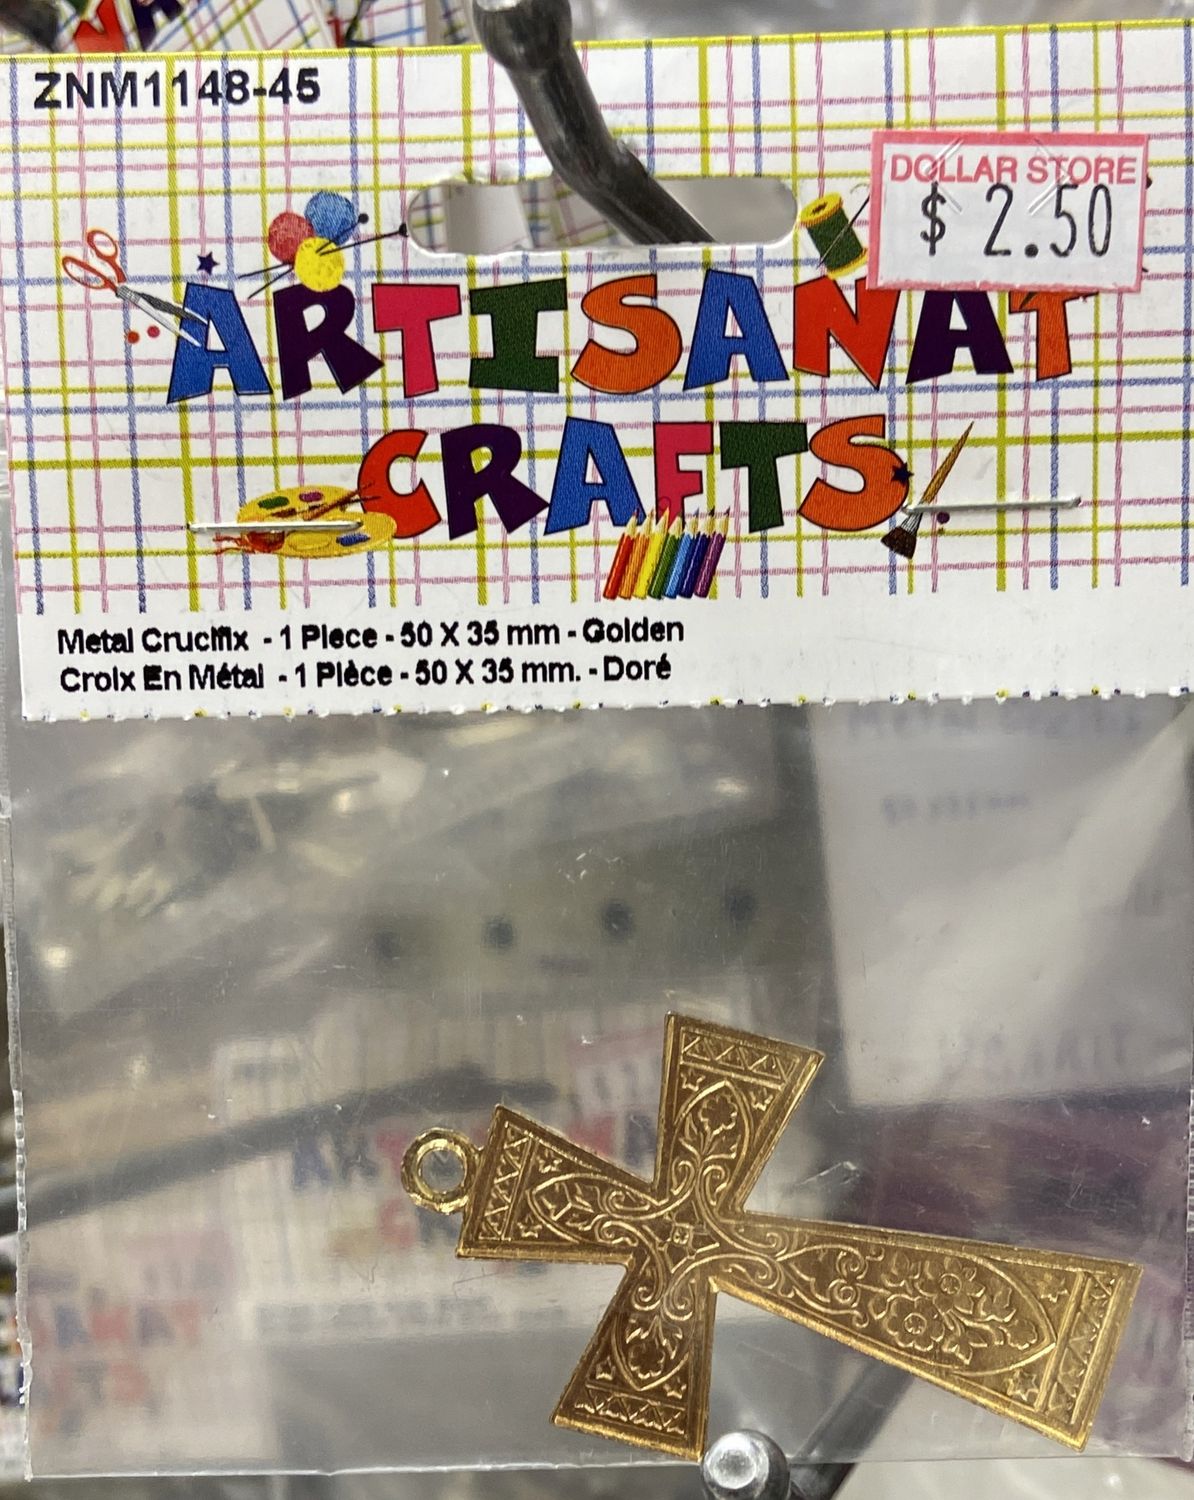 ZNM1148-45
DOLLAR STORE
$ 2.50
ARTISANAT
CRAFTS
Metal Crucifix - 1 Piece - 50 X 35 mm - Golden
Croix En Métal - 1 Pièce - 50 X 35 mm. - Doré